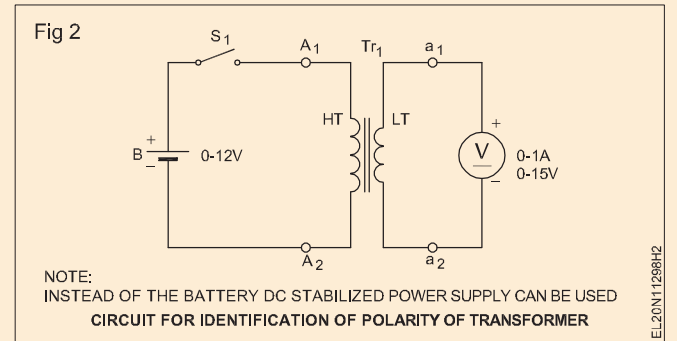 Fig 2
S1
A1
Tr1
a1
HT
LT
+
B
–
0-12V
+
V
–
0-1A
0-15V
A2
a2
NOTE:
INSTEAD OF THE BATTERY DC STABILIZED POWER SUPPLY CAN BE USED
CIRCUIT FOR IDENTIFICATION OF POLARITY OF TRANSFORMER
EL20N11298H2